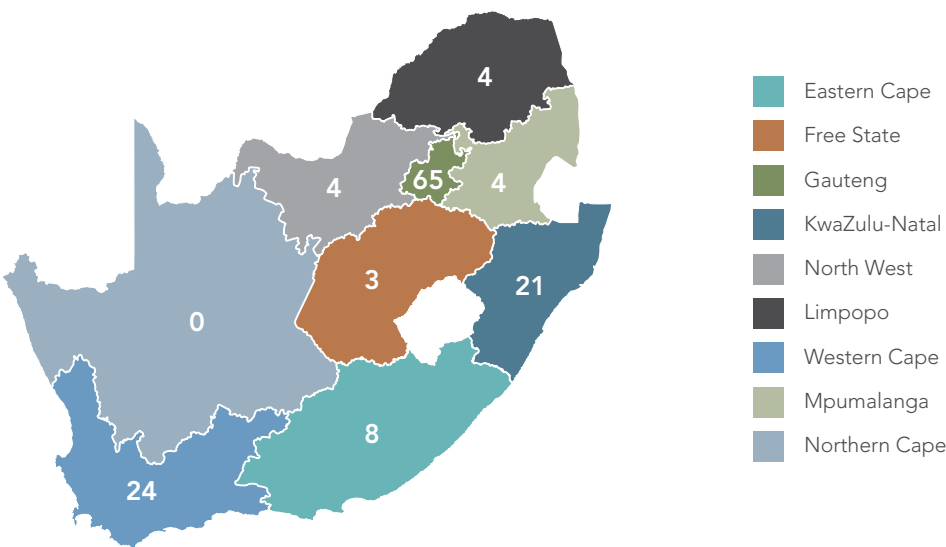 4
4
65
4
3
21
0
8
24
Eastern Cape
Free State
Gauteng
KwaZulu-Natal
North West
Limpopo
Western Cape
Mpumalanga
Northern Cape